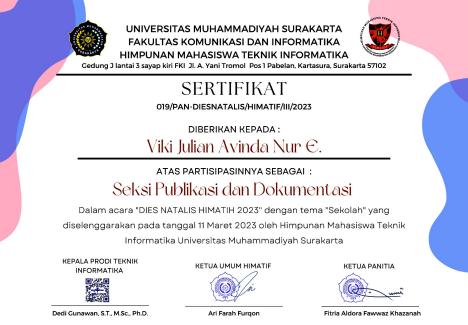 UNIVERSITAS MUHAMMADIYAH SURAKARTA
FAKULTAS KOMUNIKASI DAN INFORMATIKA
HIMPUNAN MAHASISWA TEKNIK INFORMATIKA
Gedung J lantai 3 sayap kiri FKI Jl. A. Yani Tromol Pos 1 Pabelan, Kartasura, Surakarta 57102
SERTIFIKAT
019/PAN-DIESNATALIS/HIMATIF/III/2023
DIBERIKAN KEPADA :
Viki Julian Avinda Nur E.
ATAS PARTISIPASINNYA SEBAGAI :
Seksi Publikasi dan Dokumentasi
Dalam acara "DIES NATALIS HIMATIH 2023" dengan tema "Sekolah" yang
diselenggarakan pada tanggal 11 Maret 2023 oleh Himpunan Mahasiswa Teknik
Informatika Universitas Muhammadiyah Surakarta
KEPALA PRODI TEKNIK
INFORMATIKA
KETUA UMUM HIMATIF
KETUA PANITIA
Dedi Gunawan, S.T., M.Sc., Ph.D.
Ari Farah Furqon
Fitria Aldora Fawwaz Khazanah